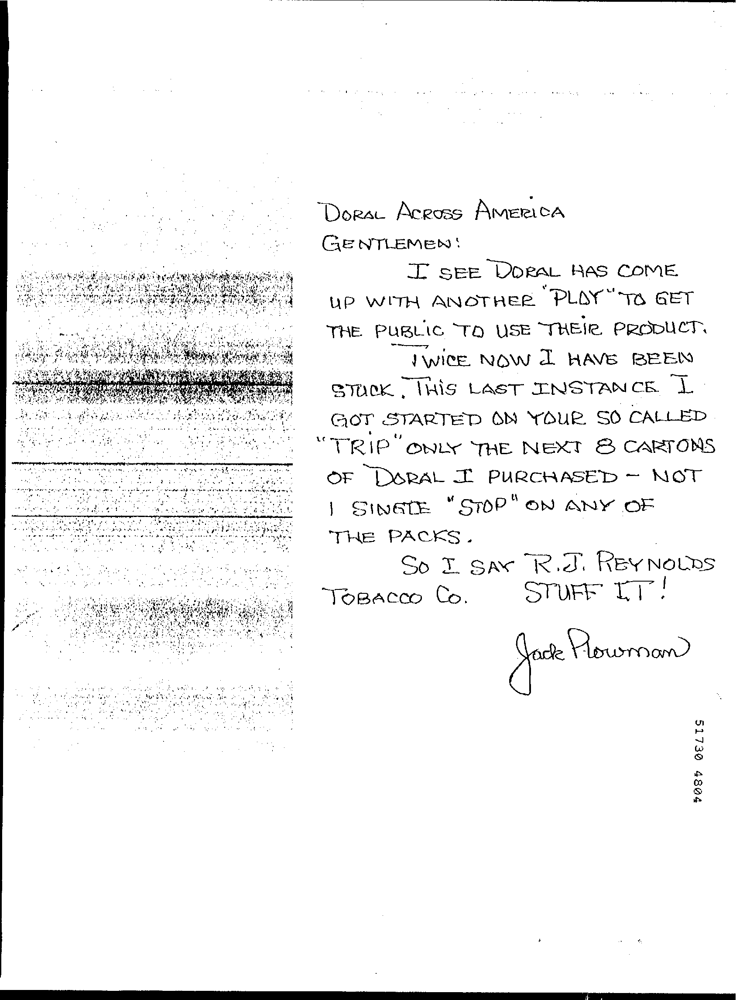 DORAL ACROSS AMERICA
GENTLEMEN:
I SEE DORAL HAS COME
UP WITH ANOTHER "PLOY" TO GET
THE PUBLIC TO USE THEIR PRODUCT.
TWICE NOW I HAVE BEEN
STUCK. THIS LAST INSTANCE I
GOT STARTED ON YOUR SO CALLED
"TRIP" ONLY THE NEXT 8 CARTONS
OF DORAL I PURCHASED - NOT
1 SINGLE "STOP" ON ANY OF
THE PACKS.
SO I SAY R.J. REYNOLDS
TOBACCO CO. STUFF IT!
Jack Plowman
51730 4804